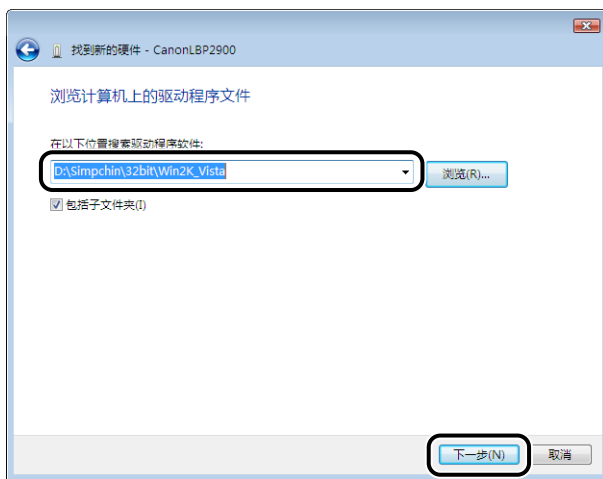 找到新的硬件 - CanonLBP2900
浏览计算机上的驱动程序文件
在以下位置搜索驱动程序软件:
D:\Simpchin\32bit\Win2K_Vista
浏览(R)...
包括子文件夹(I)
下一步(N)
取消